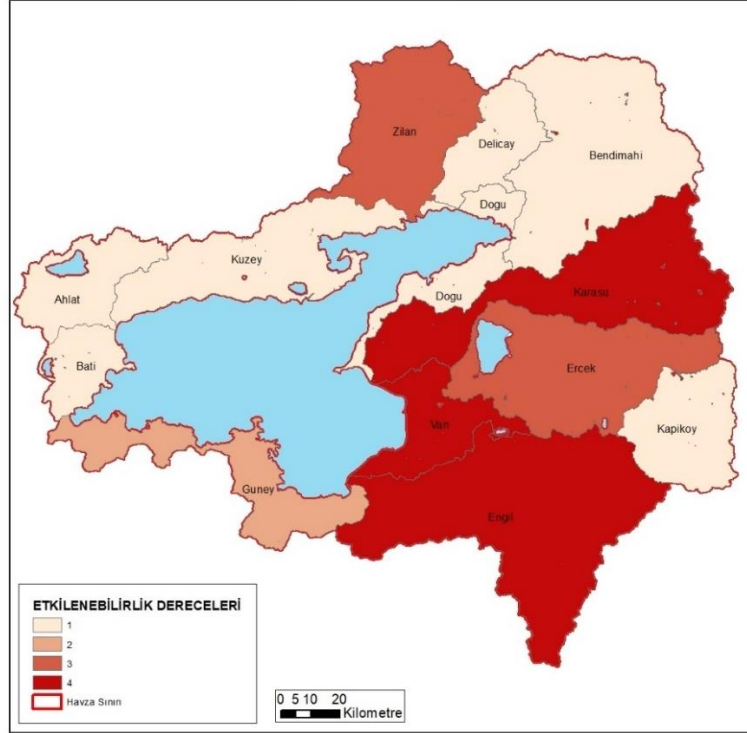 Zilan
Delicay
Bendimahi
Dogu
Kuzey
Ahlat
Dogu
Karasu
Bati
Ercek
Van
Kapikoy
Guney
Engil
ETKİLENEBİLİRLİK DERECELERİ
1
2
3
4
Havza Sınırı
0 5 10 20
Kilometre